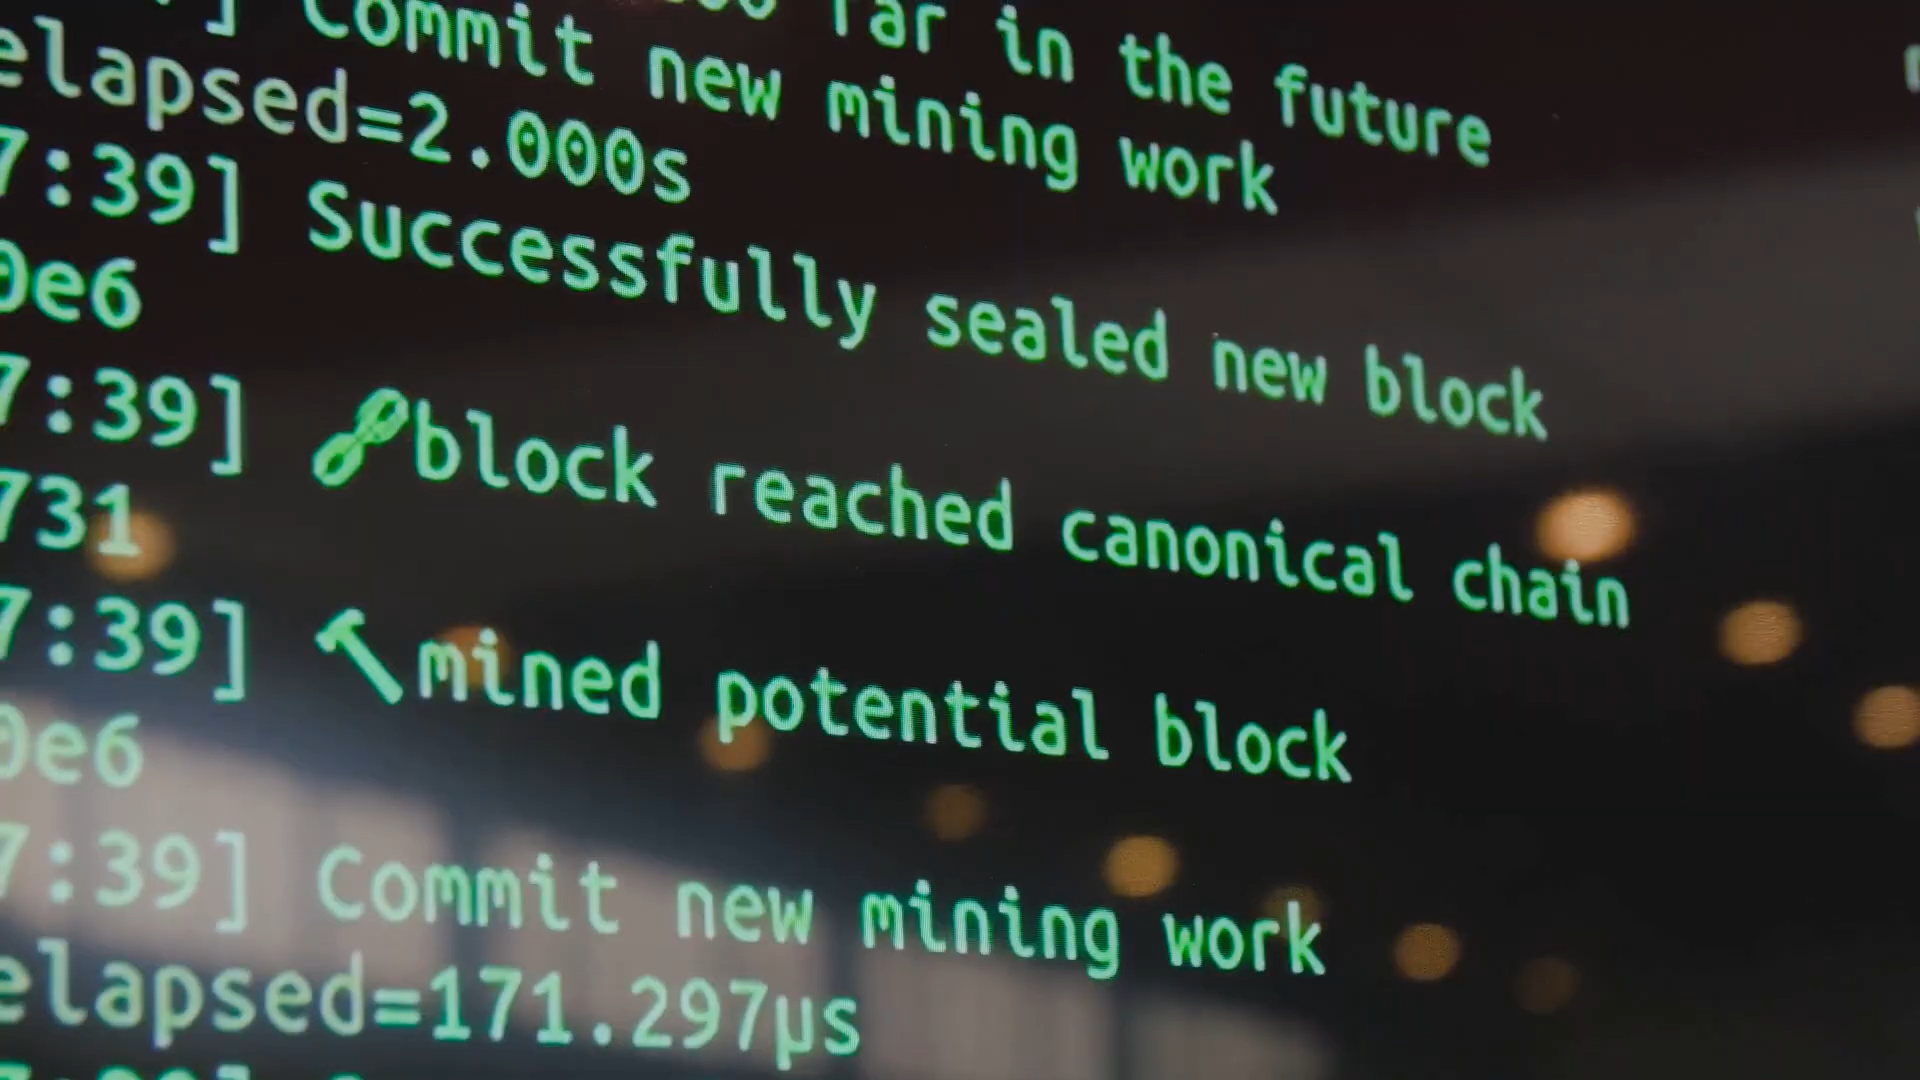 far in the future
] Commit new mining work
elapsed=2.000s
7:39] Successfully sealed new block
0e6
7:39] 🔗block reached canonical chain
731
7:39] 🔨mined potential block
0e6
7:39] Commit new mining work
elapsed=171.297µs